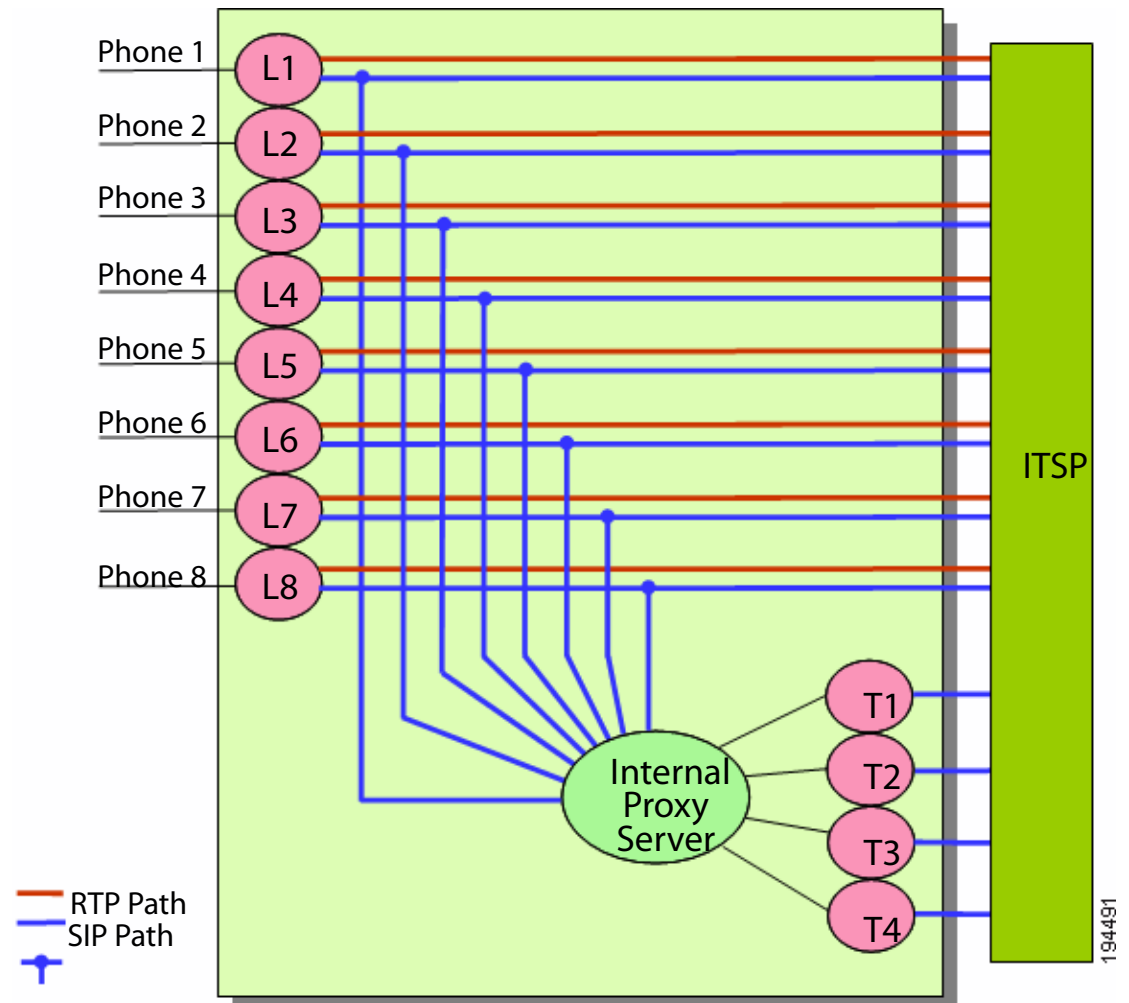 Phone 1
L1
Phone 2
L2
Phone 3
L3
Phone 4
L4
Phone 5
L5
Phone 6
L6
Phone 7
L7
Phone 8
L8
ITSP
T1
T2
T3
T4
Internal
Proxy
Server
RTP Path
SIP Path
194491